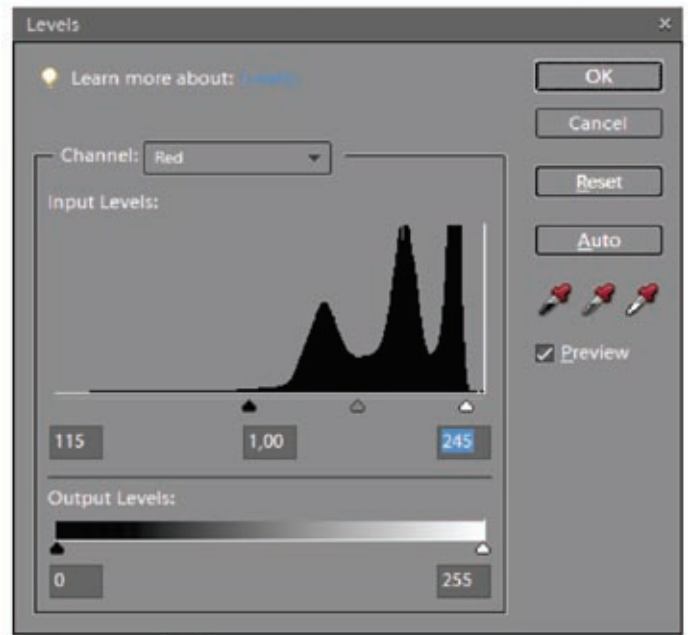 Levels
Learn more about:
OK
Cancel
Channel: Red
Reset
Input Levels:
Auto
Preview
115 1,00 245
Output Levels:
0 255